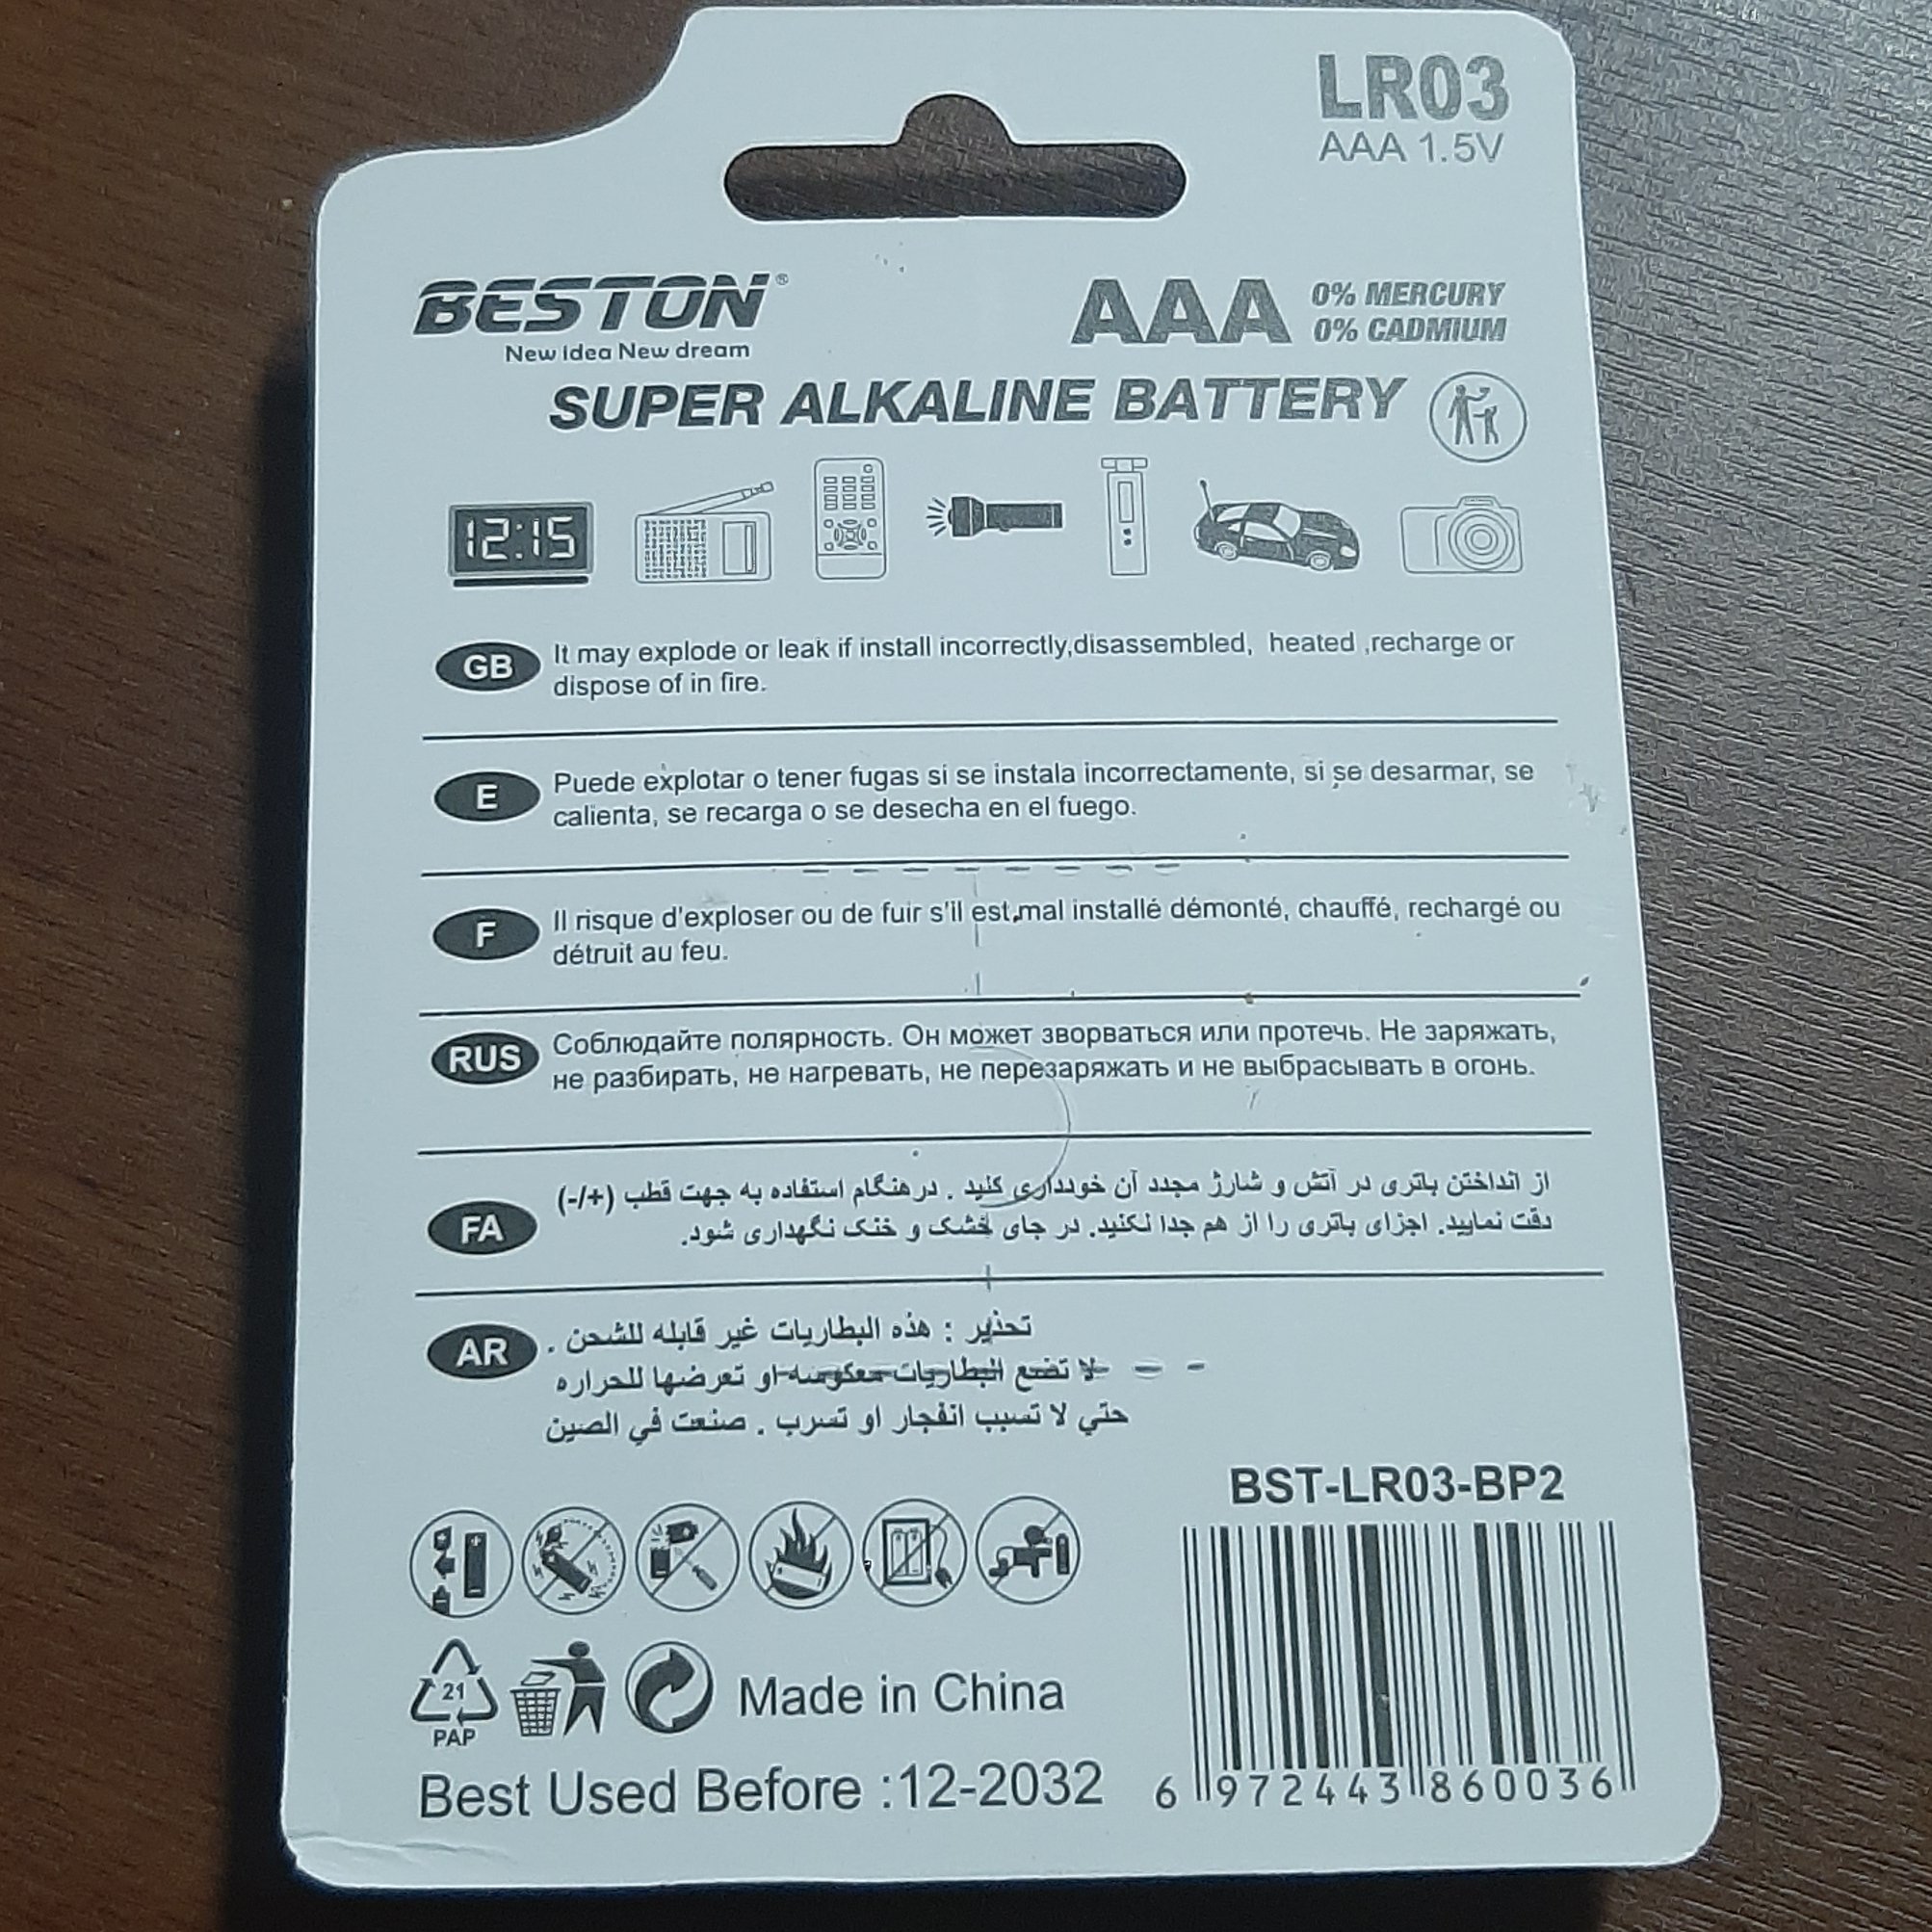 LR03
AAA 1.5V
BESTON®
New idea New dream
AAA
0% MERCURY
0% CADMIUM
SUPER ALKALINE BATTERY
12:15
GB
It may explode or leak if install incorrectly,disassembled, heated ,recharge or
dispose of in fire.
E
Puede explotar o tener fugas si se instala incorrectamente, si se desarmar, se
calienta, se recarga o se desecha en el fuego.
F
Il risque d'exploser ou de fuir s'il est mal installé démonté, chauffé, rechargé ou
détruit au feu.
RUS
Соблюдайте полярность. Он может зворваться или протечь. Не заряжать,
не разбирать, не нагревать, не перезаряжать и не выбрасывать в огонь.
FA
از انداختن باتری در آتش و شارژ مجدد آن خودداری کنید . در هنگام استفاده به جهت قطب (+/-)
دقت نمایید. اجزای باتری را از هم جدا نکنید. در جای خشک و خنک نگهداری شود.
AR
تحذير : هذه البطاريات غير قابله للشحن .
لا تضع البطاريات معكوسه او تعرضها للحراره
حتي لا تسبب انفجار او تسرب . صنعت في الصين
BST-LR03-BP2
21
PAP
Made in China
Best Used Before :12-2032
6 972443 860036